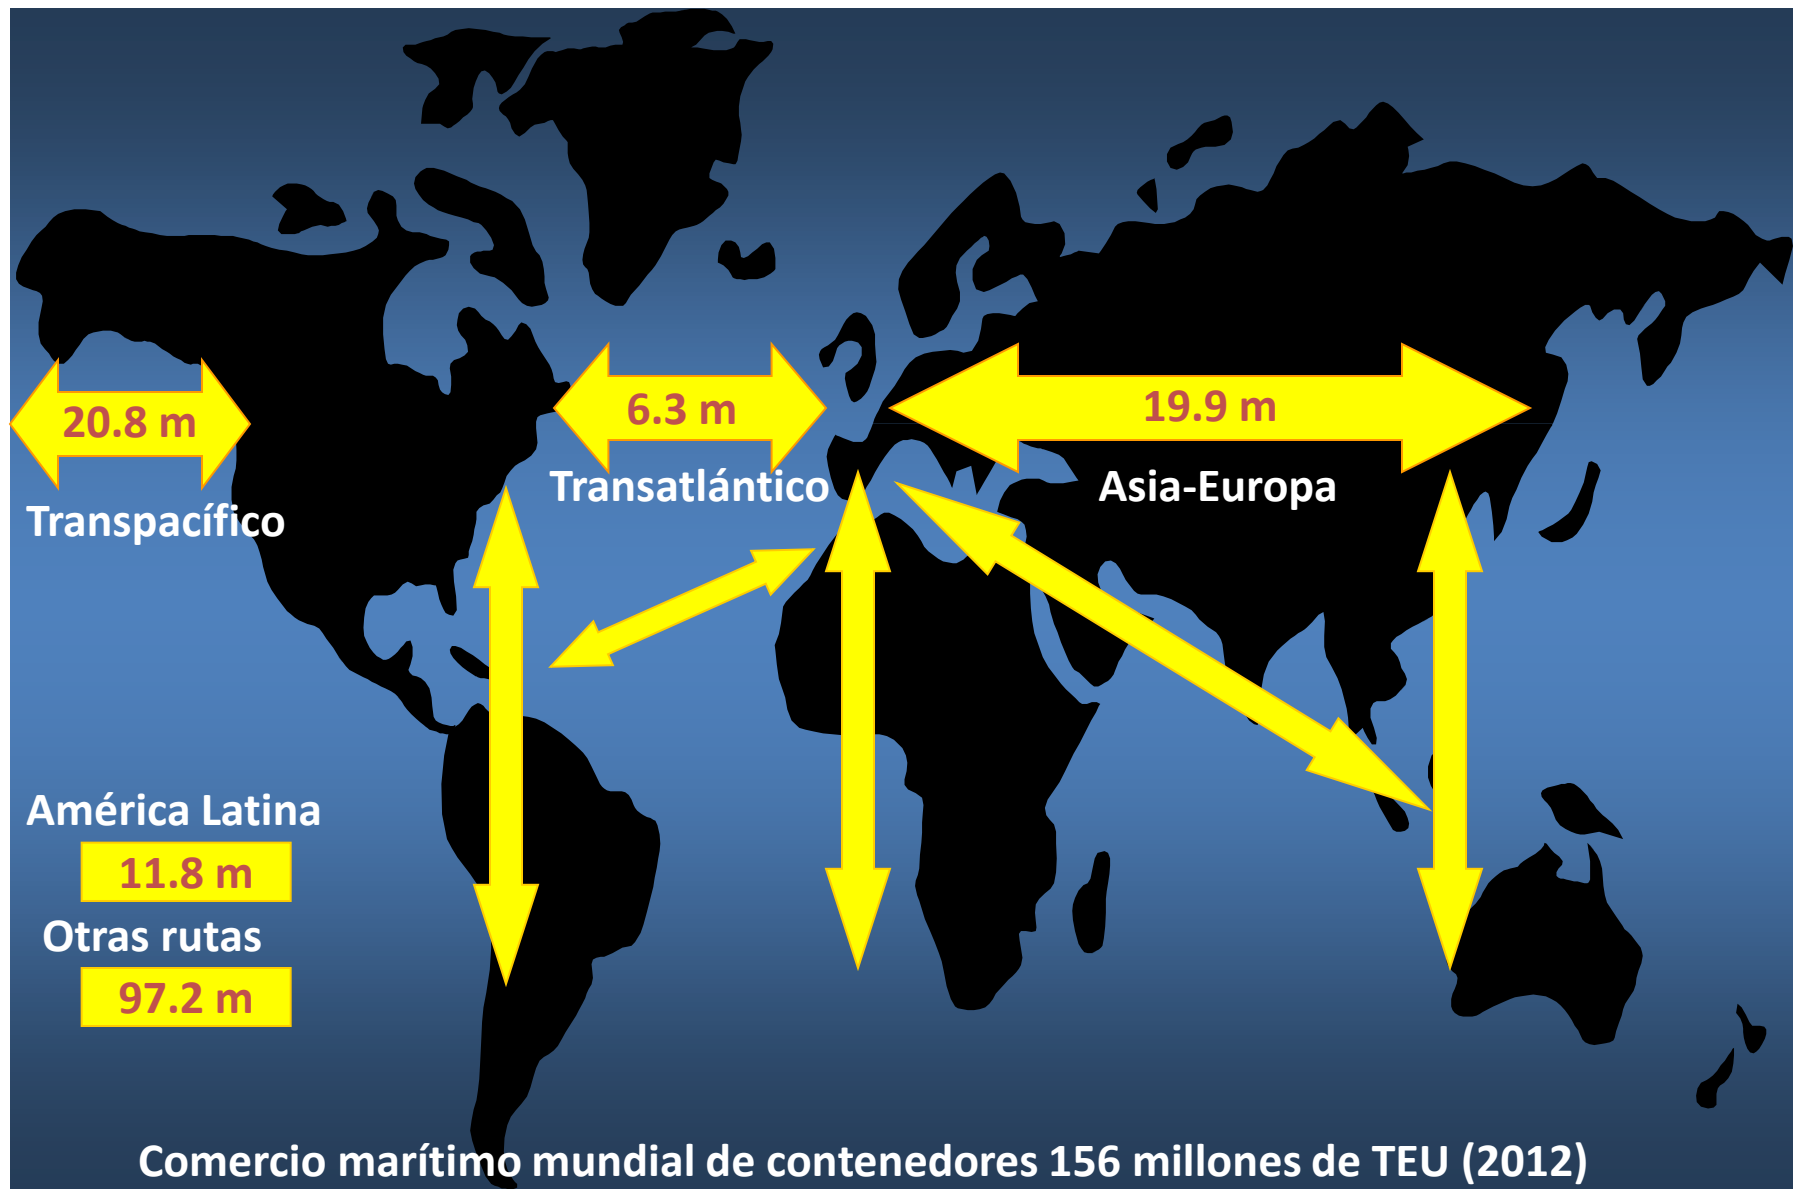 20.8 m
6.3 m
19.9 m
Transpacífico
Transatlántico
Asia-Europa
América Latina
11.8 m
Otras rutas
97.2 m
Comercio marítimo mundial de contenedores 156 millones de TEU (2012)